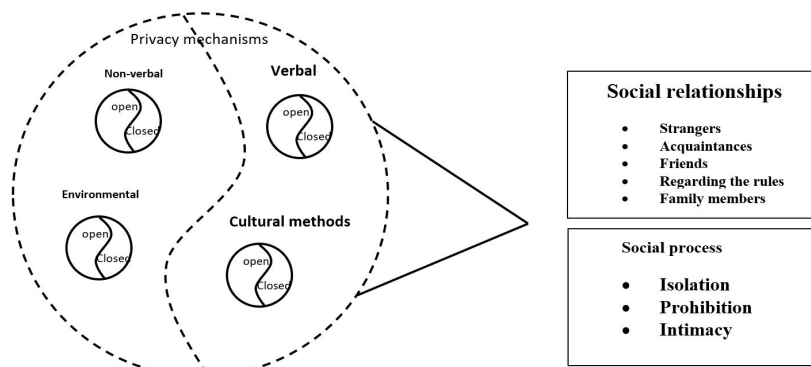 Privacy mechanisms
Non-verbal
open
Closed
Verbal
open
Closed
Environmental
open
Closed
Cultural methods
open
Closed
Social relationships
• Strangers
• Acquaintances
• Friends
• Regarding the rules
• Family members
Social process
• Isolation
• Prohibition
• Intimacy